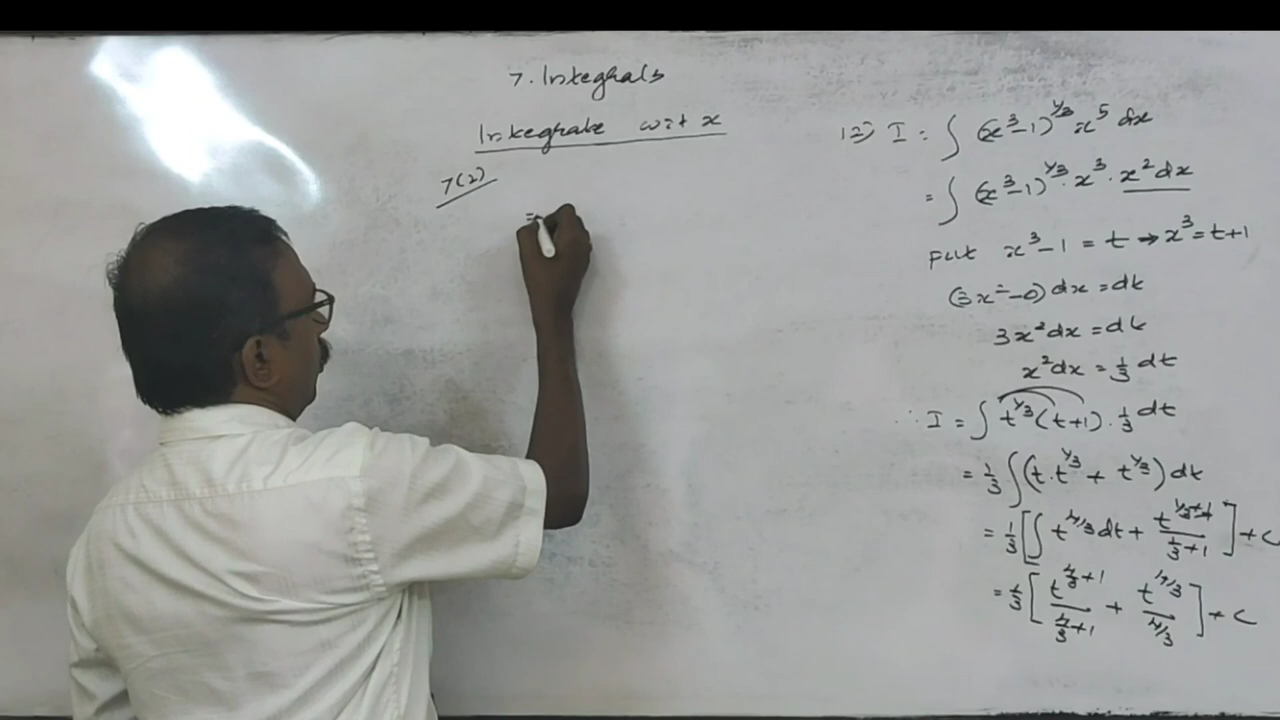 7. Integrals
Integrate w.r.t x
7(2)
=
12) I = ∫ (x³-1)^1/3 x⁵ dx
= ∫ (x³-1)^1/3 · x³ · x² dx
put x³-1 = t → x³ = t+1
(3x²-0) dx = dt
3x² dx = dt
x² dx = 1/3 dt
∴ I = ∫ t^1/3 (t+1) · 1/3 dt
= 1/3 ∫ (t · t^1/3 + t^1/3) dt
= 1/3 [∫ t^4/3 dt + t^(1/3+1) / (1/3+1)] + C
= 1/3 [t^(4/3+1) / (4/3+1) + t^4/3 / 4/3] + C